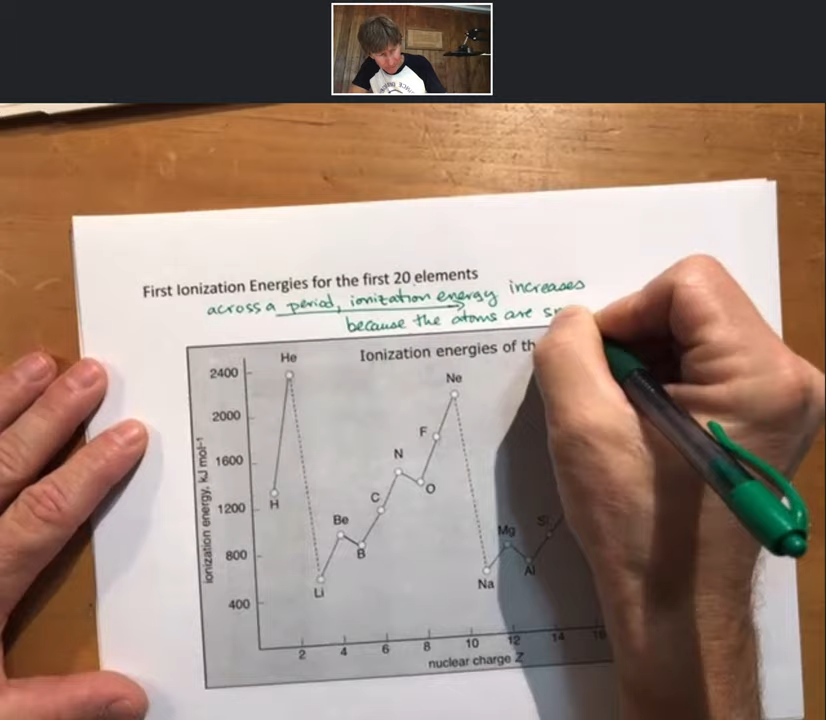 First Ionization Energies for the first 20 elements
across a period, ionization energy increases
because the atoms are
Ionization energies of
He
2400
Ne
2000
F
N
1600
C
O
1200
H
Be
Mg
Si
B
800
Al
Li
Na
400
2 4 6 8 10 12 14
nuclear charge Z
ionization energy, kJ mol⁻¹